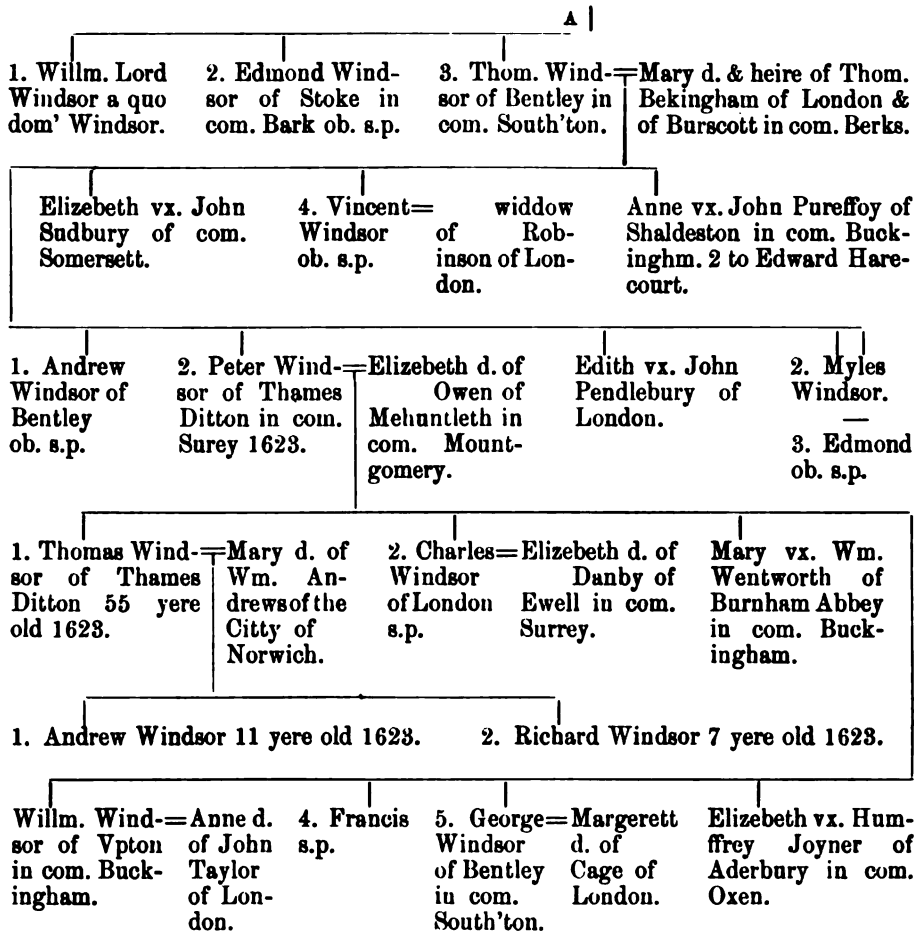 A
1. Willm. Lord
Windsor a quo
dom' Windsor.
2. Edmond Wind-
sor of Stoke in
com. Bark ob. s.p.
3. Thom. Wind-
sor of Bentley in
com. South'ton.
Mary d. & heire of Thom.
Bekingham of London &
of Burscott in com. Berks.
Elizebeth vx. John
Sudbury of com.
Somersett.
4. Vincent=
Windsor
ob. s.p.
widdow
of Rob-
inson of Lon-
don.
Anne vx. John Pureffoy of
Shaldeston in com. Buck-
inghm. 2 to Edward Hare-
court.
1. Andrew
Windsor of
Bentley
ob. s.p.
2. Peter Wind-
sor of Thames
Ditton in com.
Surey 1623.
Elizebeth d. of
Owen of
Mehuntleth in
com. Mount-
gomery.
Edith vx. John
Pendlebury of
London.
2. Myles
Windsor.
—
3. Edmond
ob. s.p.
1. Thomas Wind-
sor of Thames
Ditton 55 yere
old 1623.
Mary d. of
Wm. An-
drews of the
Citty of
Norwich.
2. Charles=
Windsor
of London
s.p.
Elizebeth d. of
Danby of
Ewell in com.
Surrey.
Mary vx. Wm.
Wentworth of
Burnham Abbey
in com. Buck-
ingham.
1. Andrew Windsor 11 yere old 1623.
2. Richard Windsor 7 yere old 1623.
Willm. Wind-=
sor of Vpton
in com. Buck-
ingham.
Anne d.
of John
Taylor
of Lon-
don.
4. Francis
s.p.
5. George=
Windsor
of Bentley
in com.
South'ton.
Margerett
d. of
Cage of
London.
Elizebeth vx. Hum-
ffrey Joyner of
Aderbury in com.
Oxen.